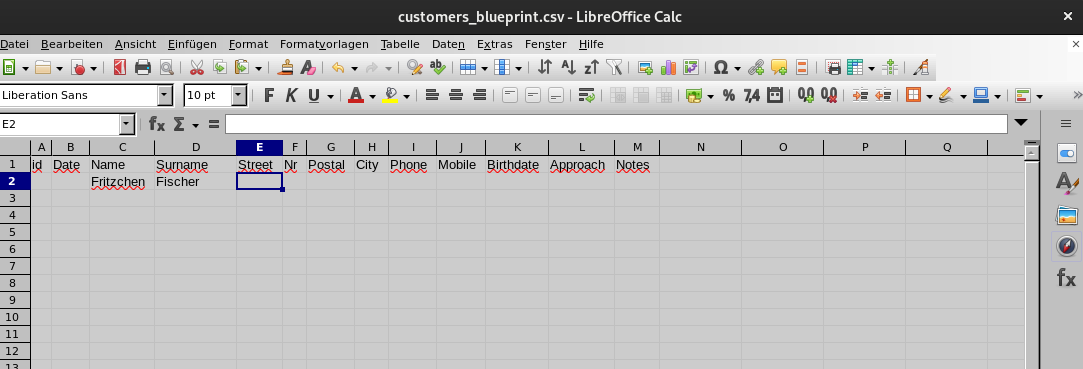 customers_blueprint.csv - LibreOffice Calc
Datei Bearbeiten Ansicht Einfügen Format Formatvorlagen Tabelle Daten Extras Fenster Hilfe
Liberation Sans 10 pt F K U % 7,4 0,0 0,0
E2 fx Σ =
A B C D E F G H I J K L M N O P Q
1 id Date Name Surname Street Nr Postal City Phone Mobile Birthdate Approach Notes
2 Fritzchen Fischer
3
4
5
6
7
8
9
10
11
12
13